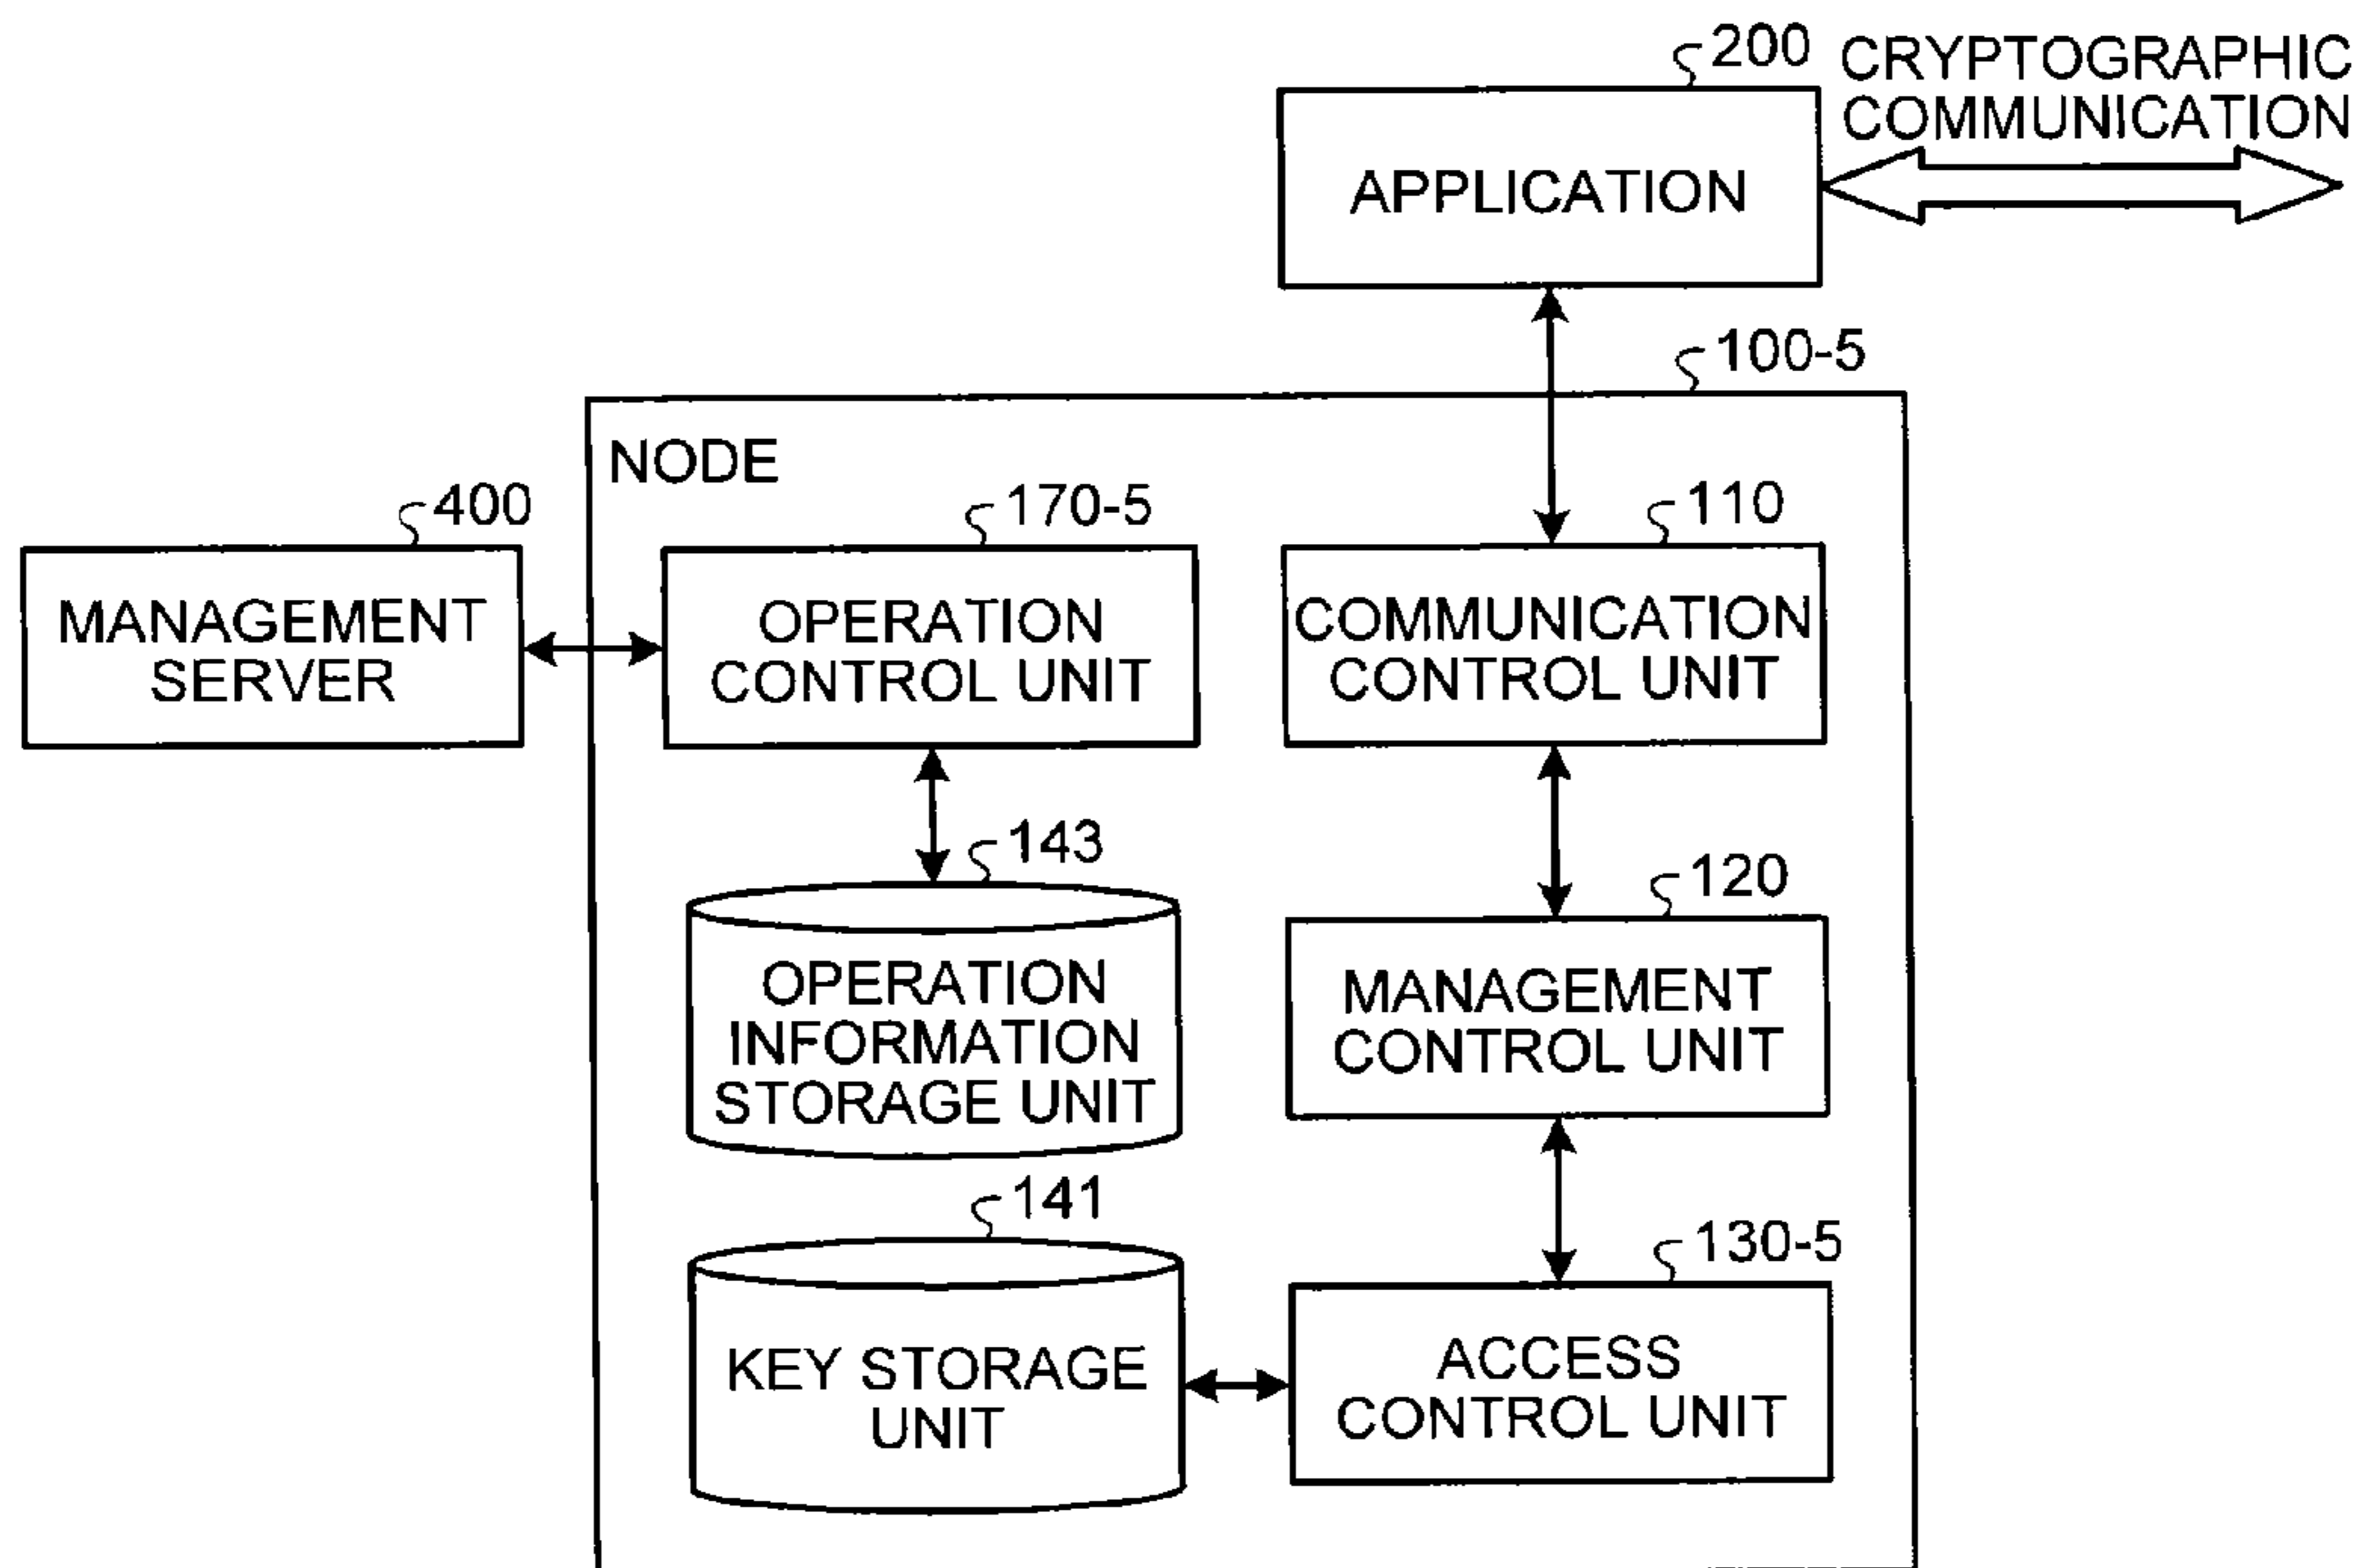 200
CRYPTOGRAPHIC
COMMUNICATION
APPLICATION
100-5
NODE
400
170-5
110
MANAGEMENT
SERVER
OPERATION
CONTROL UNIT
COMMUNICATION
CONTROL UNIT
143
120
OPERATION
INFORMATION
STORAGE UNIT
MANAGEMENT
CONTROL UNIT
141
130-5
KEY STORAGE
UNIT
ACCESS
CONTROL UNIT